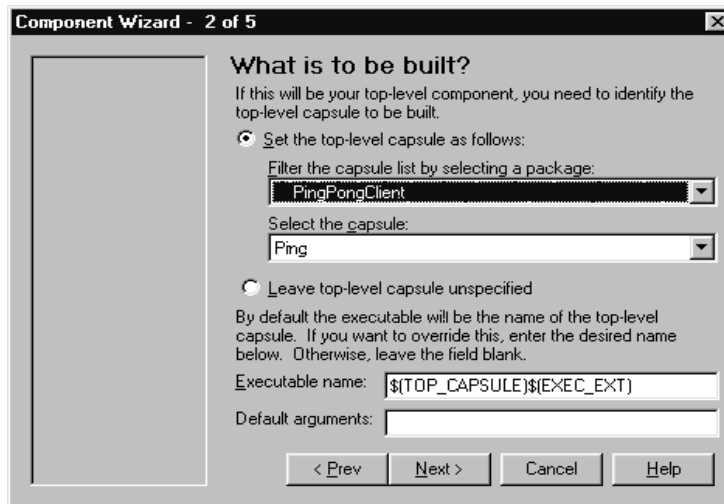 Component Wizard - 2 of 5
What is to be built?
If this will be your top-level component, you need to identify the
top-level capsule to be built.
Set the top-level capsule as follows:
Filter the capsule list by selecting a package:
PingPongClient
Select the capsule:
Ping
Leave top-level capsule unspecified
By default the executable will be the name of the top-level
capsule. If you want to override this, enter the desired name
below. Otherwise, leave the field blank.
Executable name: $(TOP_CAPSULE)$(EXEC_EXT)
Default arguments:
< Prev Next > Cancel Help